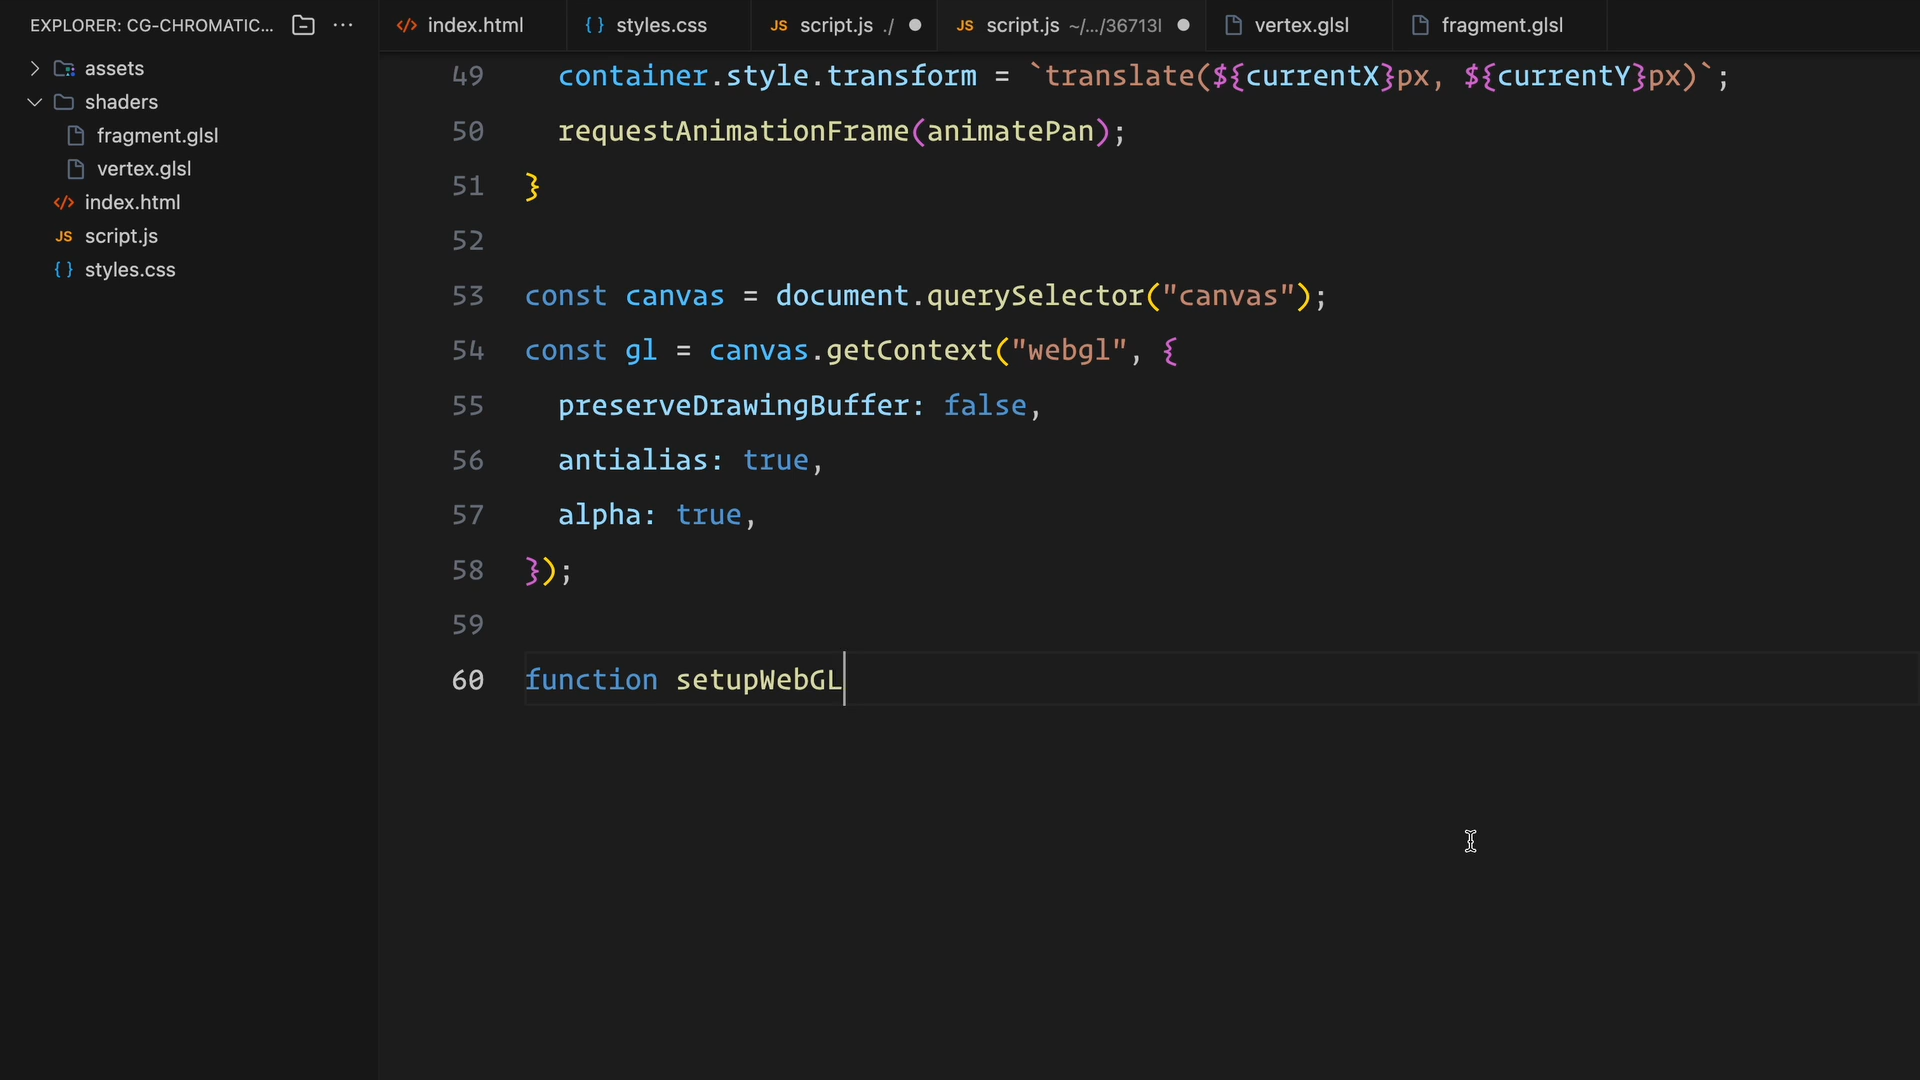 EXPLORER: CG-CHROMATIC... ···
assets
shaders
fragment.glsl
vertex.glsl
</> index.html
JS script.js
{ } styles.css
</> index.html
{ } styles.css
JS script.js ./
JS script.js ~/.../36713l
vertex.glsl
fragment.glsl
49 container.style.transform = `translate(${currentX}px, ${currentY}px)`;
50 requestAnimationFrame(animatePan);
51 }
52
53 const canvas = document.querySelector("canvas");
54 const gl = canvas.getContext("webgl", {
55 preserveDrawingBuffer: false,
56 antialias: true,
57 alpha: true,
58 });
59
60 function setupWebGL